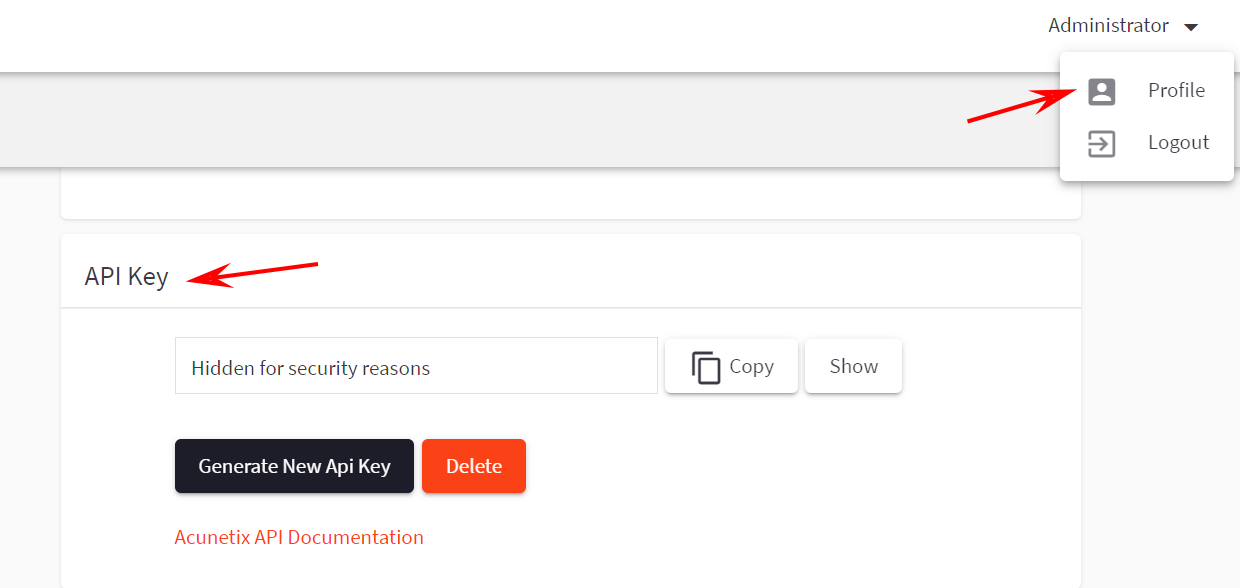 Administrator
Profile
Logout
API Key
Hidden for security reasons
Copy
Show
Generate New Api Key
Delete
Acunetix API Documentation